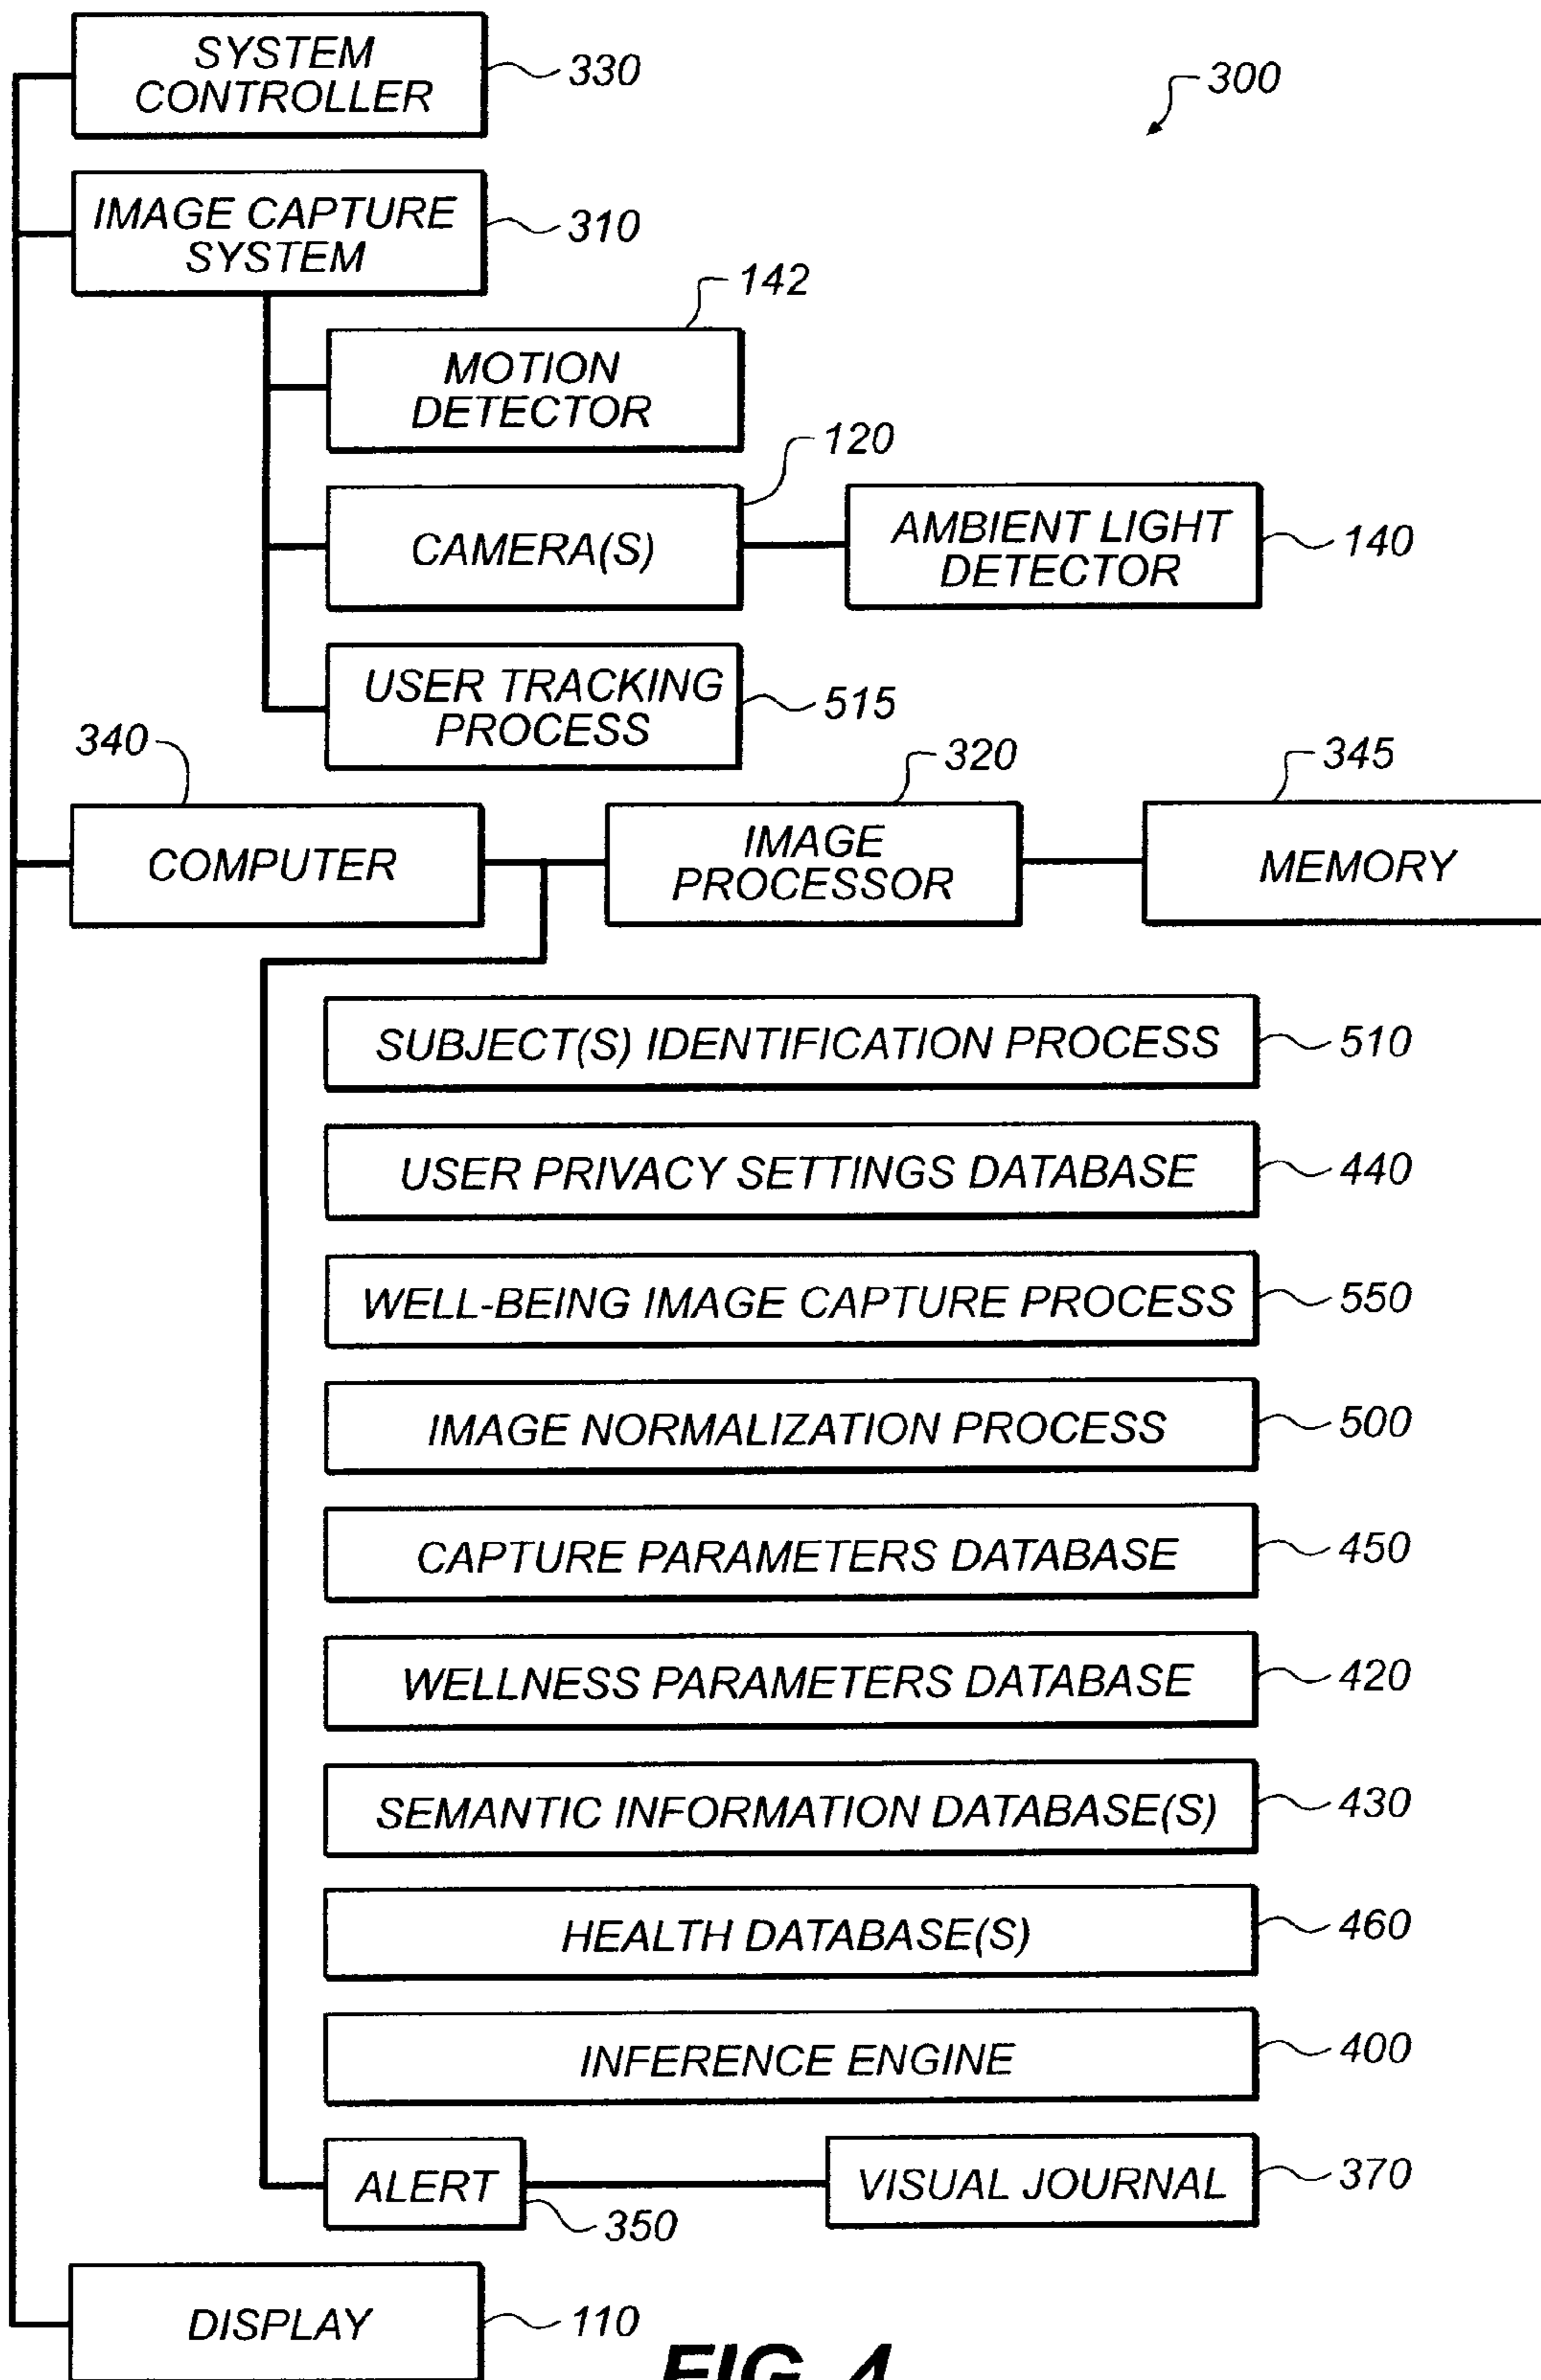 SYSTEM
CONTROLLER
330
300
IMAGE CAPTURE
SYSTEM
310
142
MOTION
DETECTOR
120
CAMERA(S)
AMBIENT LIGHT
DETECTOR
140
USER TRACKING
PROCESS
515
340
320
345
COMPUTER
IMAGE
PROCESSOR
MEMORY
SUBJECT(S) IDENTIFICATION PROCESS
510
USER PRIVACY SETTINGS DATABASE
440
WELL-BEING IMAGE CAPTURE PROCESS
550
IMAGE NORMALIZATION PROCESS
500
CAPTURE PARAMETERS DATABASE
450
WELLNESS PARAMETERS DATABASE
420
SEMANTIC INFORMATION DATABASE(S)
430
HEALTH DATABASE(S)
460
INFERENCE ENGINE
400
ALERT
350
VISUAL JOURNAL
370
DISPLAY
110
FIG. 4